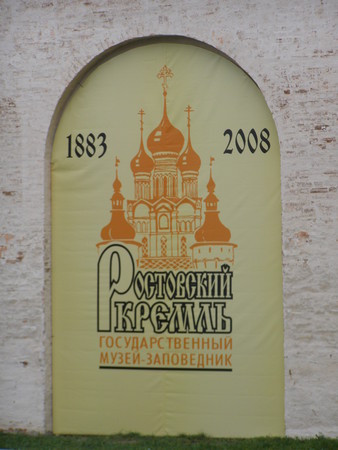 1883 2008
Ростовский
кремль
ГОСУДАРСТВЕННЫЙ
МУЗЕЙ-ЗАПОВЕДНИК